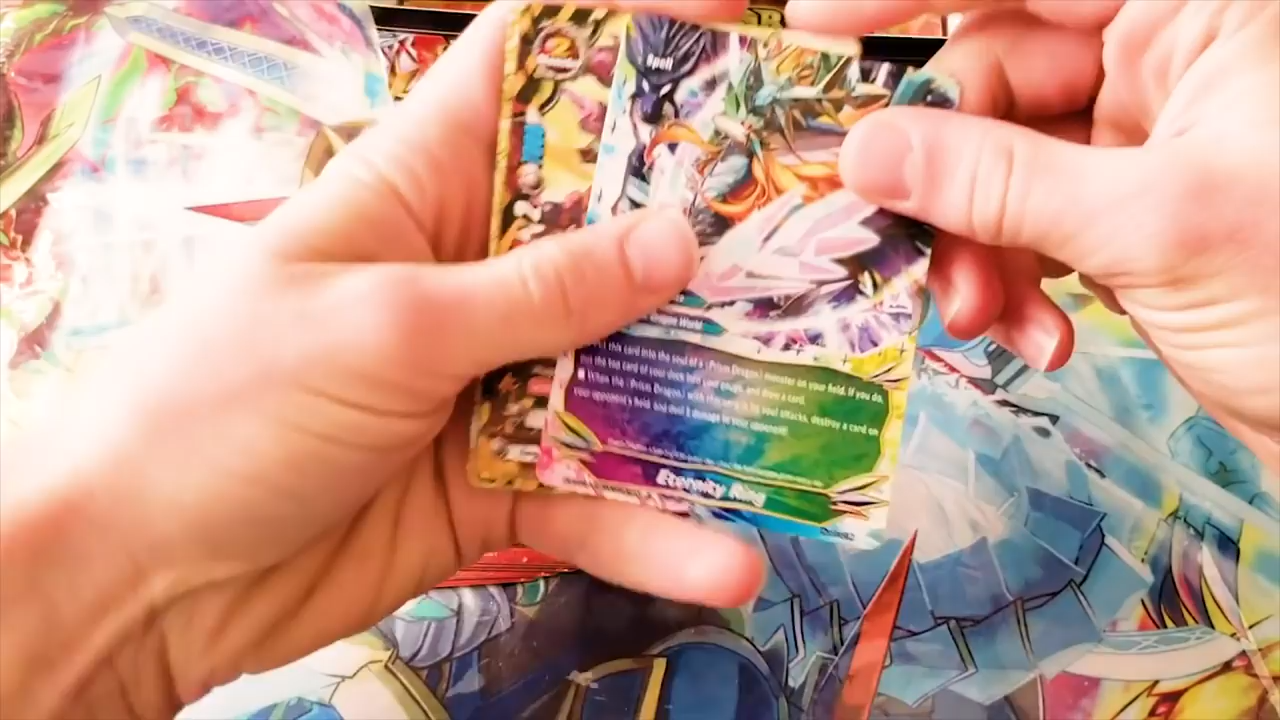 Spell
2
Dragon World
this card into the soul of a (Prism Dragon) monster on your field. If you do,
put the top card of your deck into your gauge, and draw a card.
When the (Prism Dragon) with this card in its soul attacks, destroy a card on
your opponent's field, and deal 1 damage to your opponent!
Eternity Ring